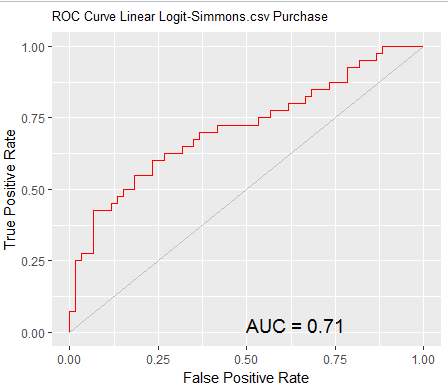 ROC Curve Linear Logit-Simmons.csv Purchase
1.00
0.75
0.50
0.25
0.00
True Positive Rate
AUC = 0.71
0.00 0.25 0.50 0.75 1.00
False Positive Rate